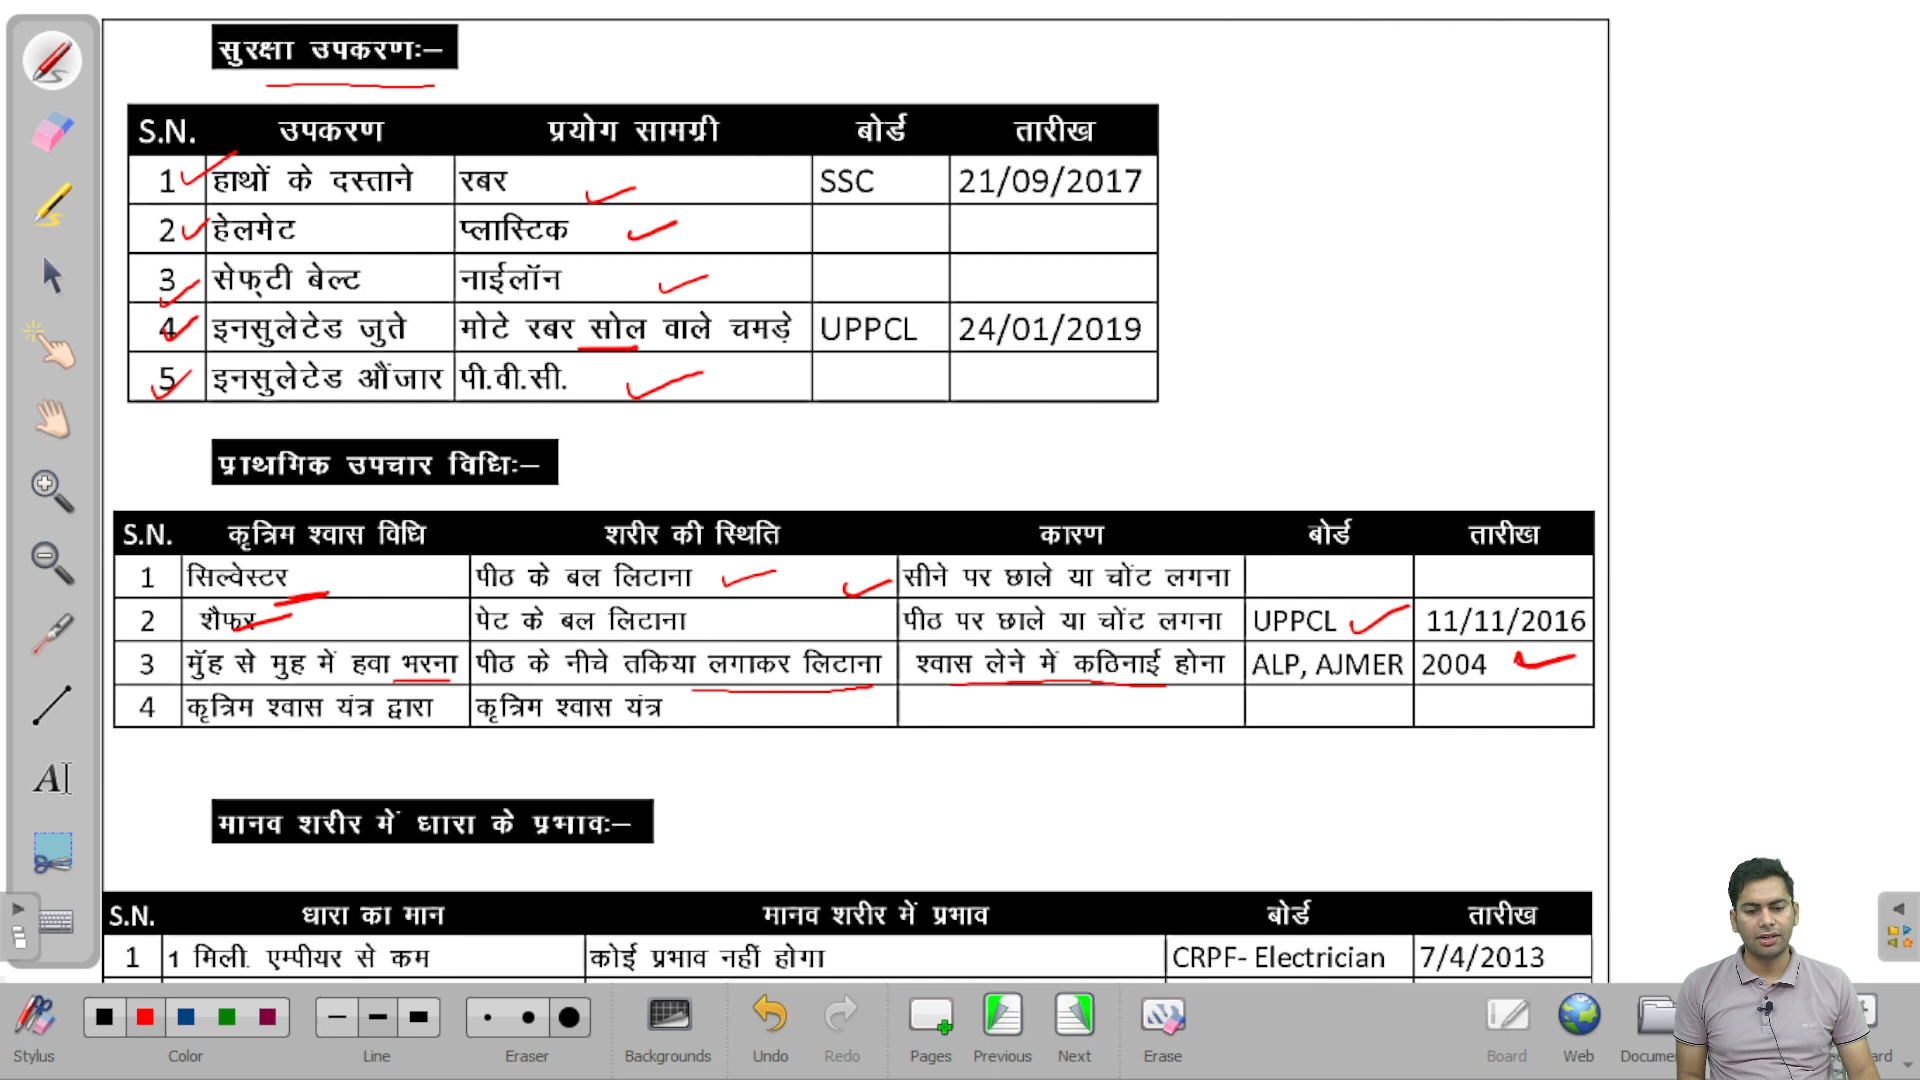 सुरक्षा उपकरणः–
S.N. उपकरण प्रयोग सामग्री बोर्ड तारीख
1 हाथों के दस्ताने रबर SSC 21/09/2017
2 हेलमेट प्लास्टिक
3 सेफ्टी बेल्ट नाईलॉन
4 इनसुलेटेड जुते मोटे रबर सोल वाले चमड़े UPPCL 24/01/2019
5 इनसुलेटेड औंजार पी.वी.सी.
प्राथमिक उपचार विधिः–
S.N. कृत्रिम श्वास विधि शरीर की स्थिति कारण बोर्ड तारीख
1 सिल्वेस्टर पीठ के बल लिटाना सीने पर छाले या चोंट लगना
2 शैफर पेट के बल लिटाना पीठ पर छाले या चोंट लगना UPPCL 11/11/2016
3 मुँह से मुह में हवा भरना पीठ के नीचे तकिया लगाकर लिटाना श्वास लेने में कठिनाई होना ALP, AJMER 2004
4 कृत्रिम श्वास यंत्र द्वारा कृत्रिम श्वास यंत्र
मानव शरीर में धारा के प्रभावः–
S.N. धारा का मान मानव शरीर में प्रभाव बोर्ड तारीख
1 1 मिली. एम्पीयर से कम कोई प्रभाव नहीं होगा CRPF- Electrician 7/4/2013
Stylus Color Line Eraser Backgrounds Undo Redo Pages Previous Next Erase Board Web